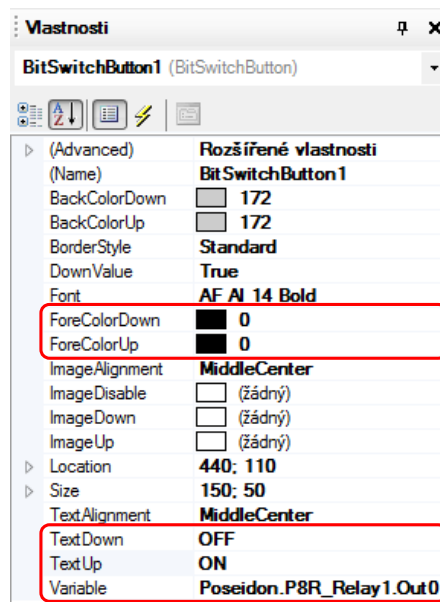 Vlastnosti
BitSwitchButton1 (BitSwitchButton)
(Advanced) Rozšířené vlastnosti
(Name) BitSwitchButton1
BackColorDown 172
BackColorUp 172
BorderStyle Standard
DownValue True
Font AF AI 14 Bold
ForeColorDown 0
ForeColorUp 0
ImageAlignment MiddleCenter
ImageDisable (žádný)
ImageDown (žádný)
ImageUp (žádný)
Location 440; 110
Size 150; 50
TextAlignment MiddleCenter
TextDown OFF
TextUp ON
Variable Poseidon.P8R_Relay1.Out0